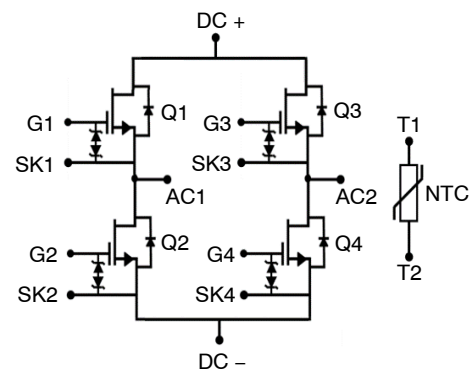 DC +
G1
Q1
G3
Q3
SK1
SK3
T1
AC1
AC2
NTC
G2
Q2
G4
Q4
T2
SK2
SK4
DC −